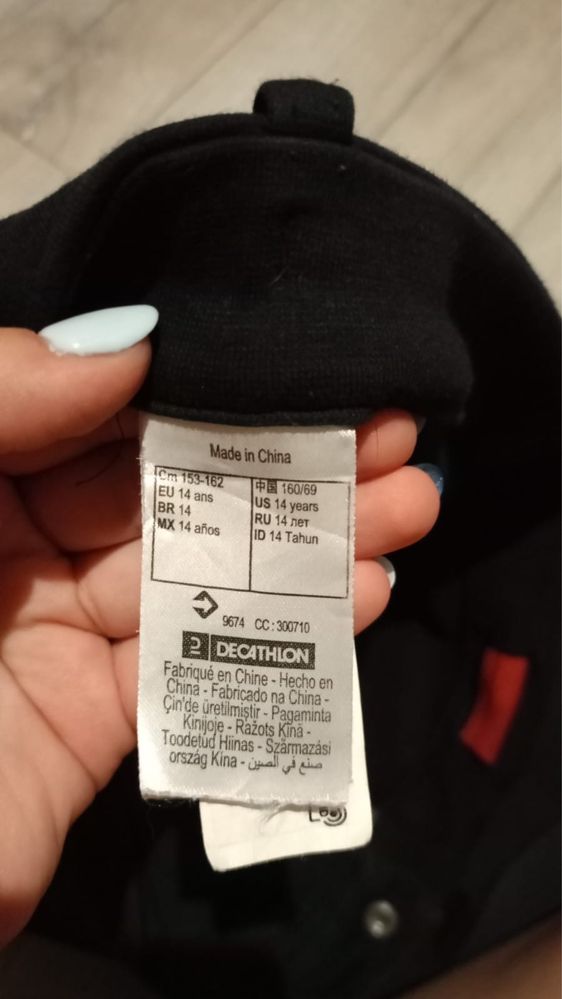 Made in China
Cm 153-162
EU 14 ans
BR 14
MX 14 años
中国 160/69
US 14 years
RU 14 лет
ID 14 Tahun
9674 CC : 300710
DECATHLON
Fabriqué en Chine - Hecho en
China - Fabricado na China -
Çin'de üretilmiştir - Pagaminta
Kinijoje - Ražots Kīnā -
Toodetud Hiinas - Származási
ország Kína - صنع في الصين